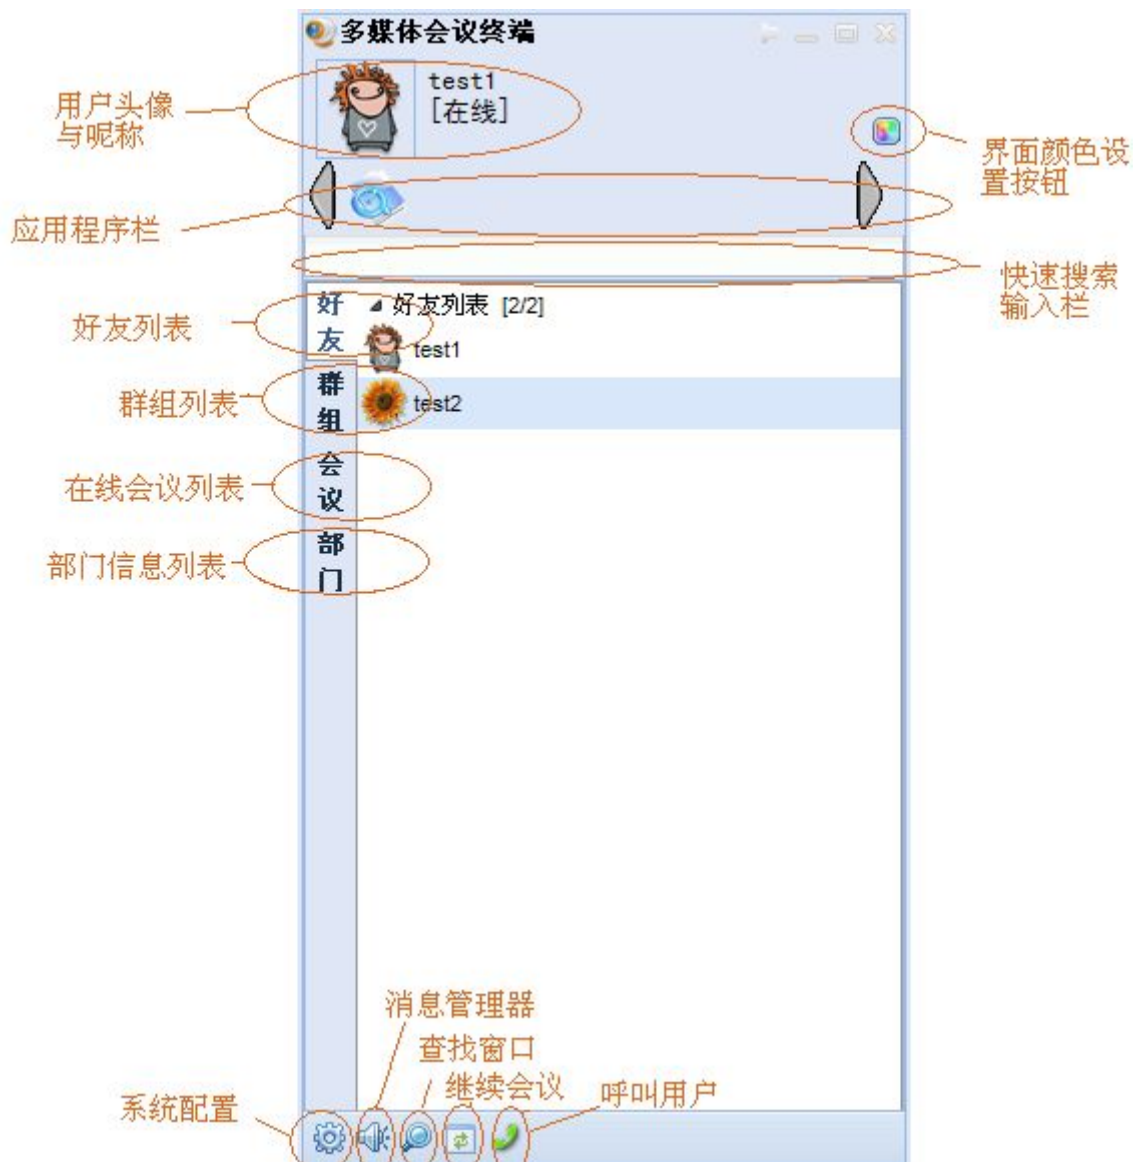 多媒体会议终端
test1
[在线]
用户头像
与呢称
界面颜色设
置按钮
应用程序栏
快速搜索
输入栏
好友
好友列表 [2/2]
好友列表
test1
群组
群组列表
test2
会议
在线会议列表
部门
部门信息列表
消息管理器
查找窗口
继续会议
呼叫用户
系统配置